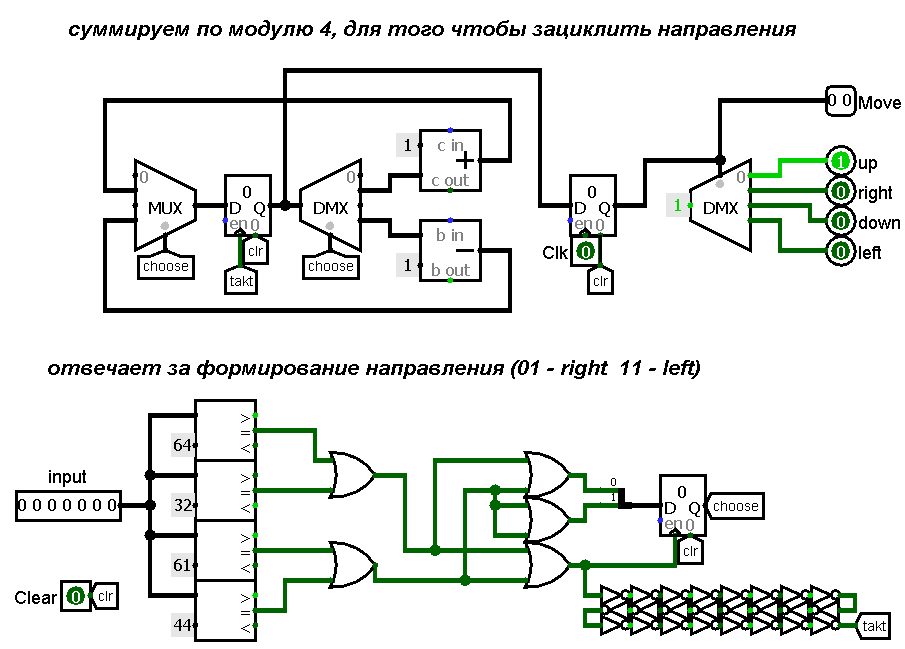 суммируем по модулю 4, для того чтобы зациклить направления
0 0 Move
1 c in + c out
0 MUX choose
0 D Q en 0 clr takt
0 DMX choose
b in − 1 b out
0 D Q en 0 Clk 0 clr
1 DMX 0
1 up
0 right
0 down
0 left
отвечает за формирование направления (01 - right 11 - left)
input
0 0 0 0 0 0 0
64 > = <
32 > = <
61 > = <
44 > = <
0
1
0 D Q en 0 choose
clr
Clear 0 clr
takt